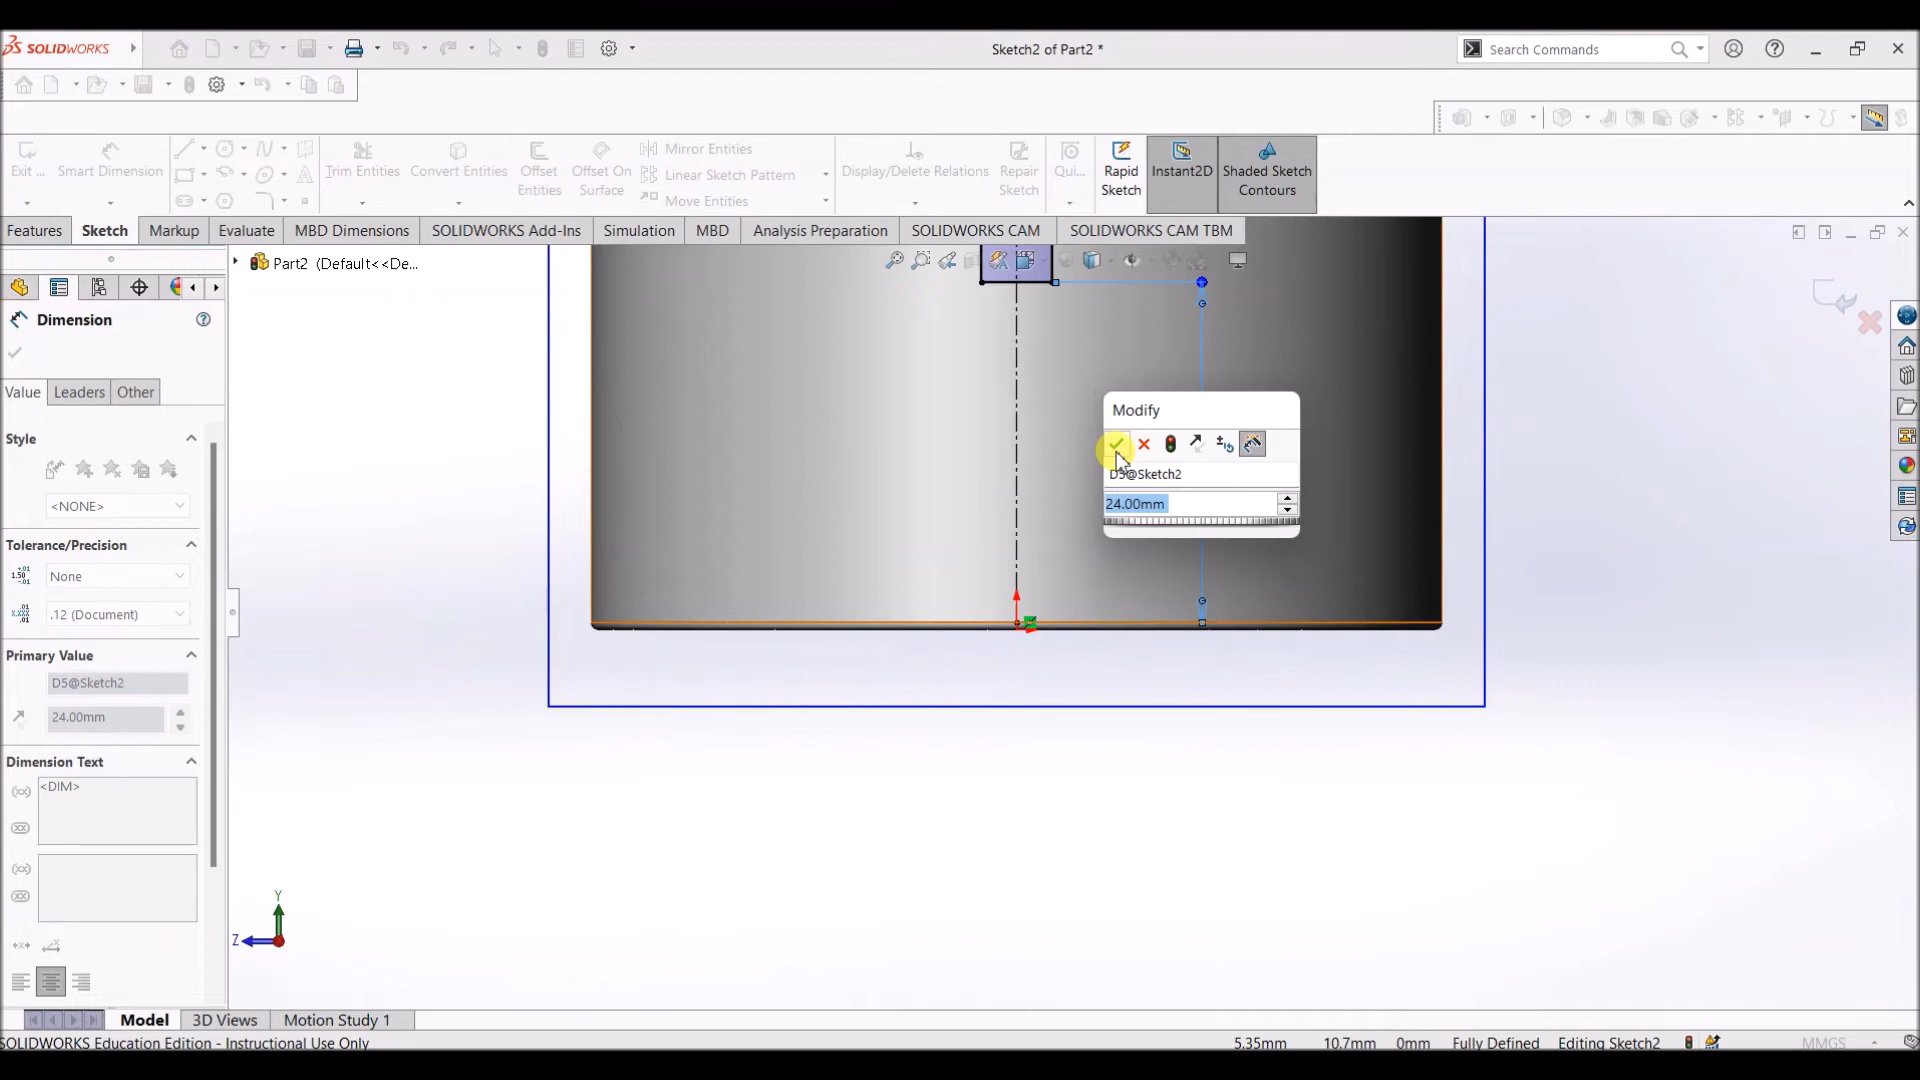 SOLIDWORKS
Sketch2 of Part2 *
Search Commands
Exit ...
Smart Dimension
Trim Entities
Convert Entities
Offset
Entities
Offset On
Surface
Mirror Entities
Linear Sketch Pattern
Move Entities
Display/Delete Relations
Repair
Sketch
Qui...
Rapid
Sketch
Instant2D
Shaded Sketch
Contours
Features
Sketch
Markup
Evaluate
MBD Dimensions
SOLIDWORKS Add-Ins
Simulation
MBD
Analysis Preparation
SOLIDWORKS CAM
SOLIDWORKS CAM TBM
Part2 (Default<<De...
Dimension
Value
Leaders
Other
Style
<NONE>
Tolerance/Precision
None
.12 (Document)
Primary Value
D5@Sketch2
24.00mm
Dimension Text
<DIM>
Modify
D5@Sketch2
24.00mm
Y
Z
Model
3D Views
Motion Study 1
SOLIDWORKS Education Edition - Instructional Use Only
5.35mm
10.7mm
0mm
Fully Defined
Editing Sketch2
MMGS